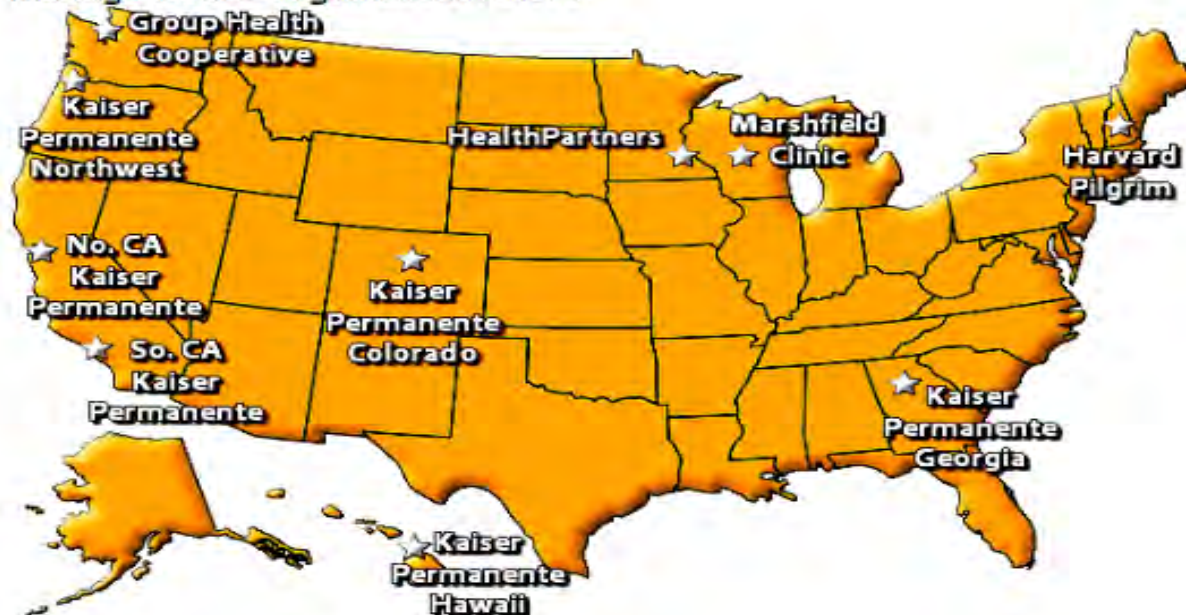 Group Health
Cooperative
Kaiser
Permanente
Northwest
HealthPartners
Marshfield
Clinic
Harvard
Pilgrim
No. CA
Kaiser
Permanente
Kaiser
Permanente
Colorado
So. CA
Kaiser
Permanente
Kaiser
Permanente
Georgia
Kaiser
Permanente
Hawaii